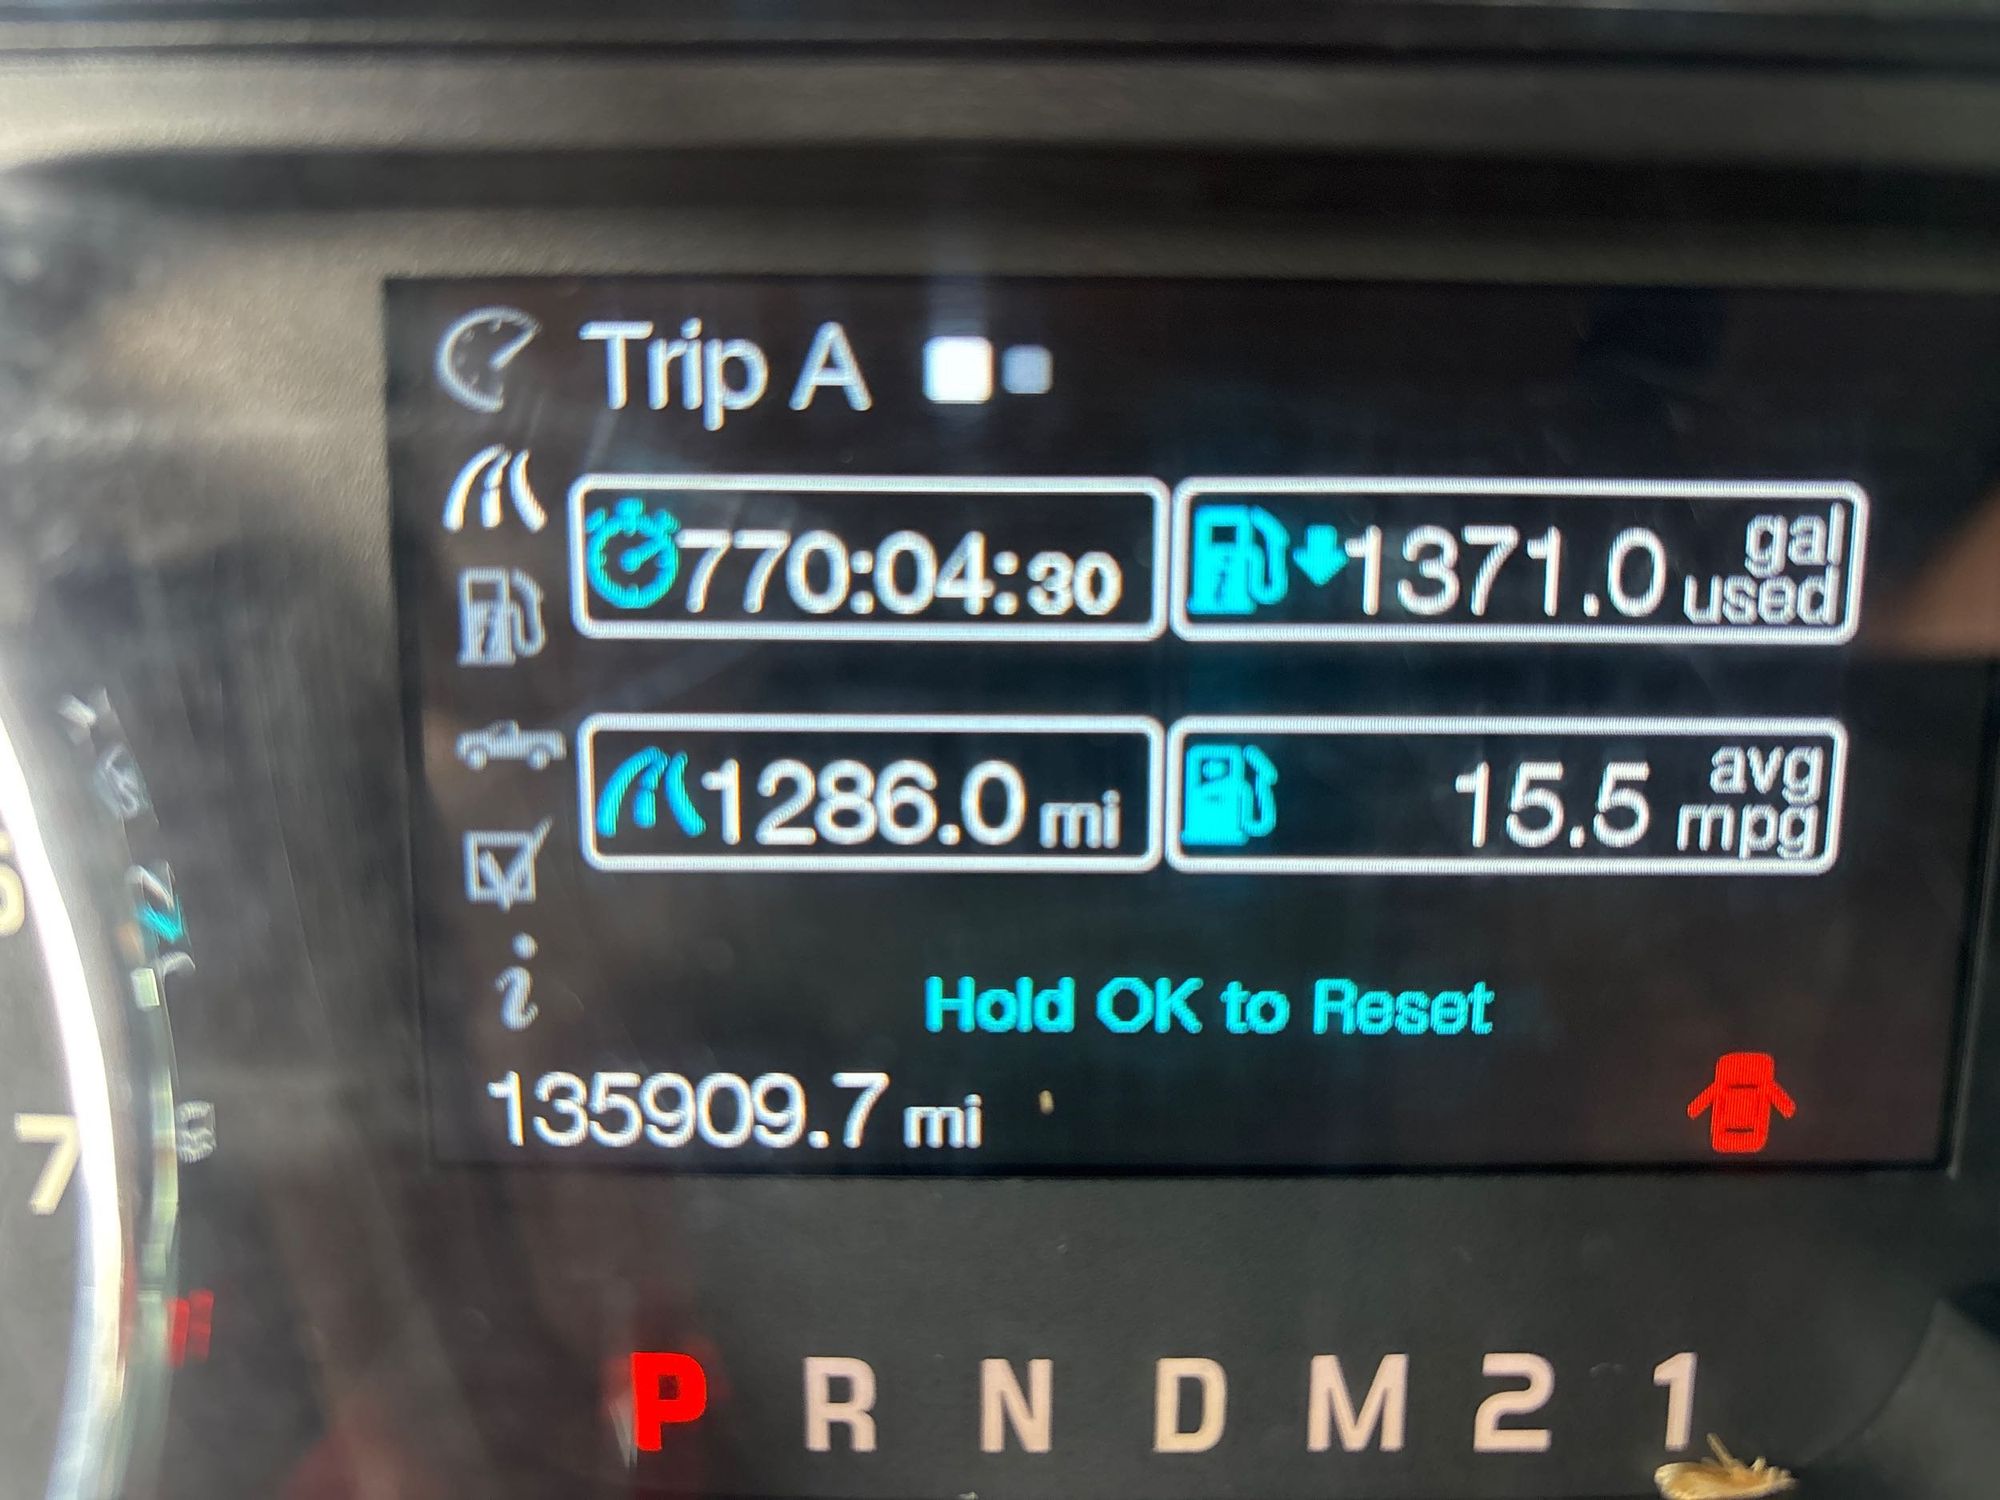 Trip A
770:04:30
1371.0 gal used
1286.0 mi
15.5 avg mpg
Hold OK to Reset
135909.7 mi
7
P R N D M 2 1